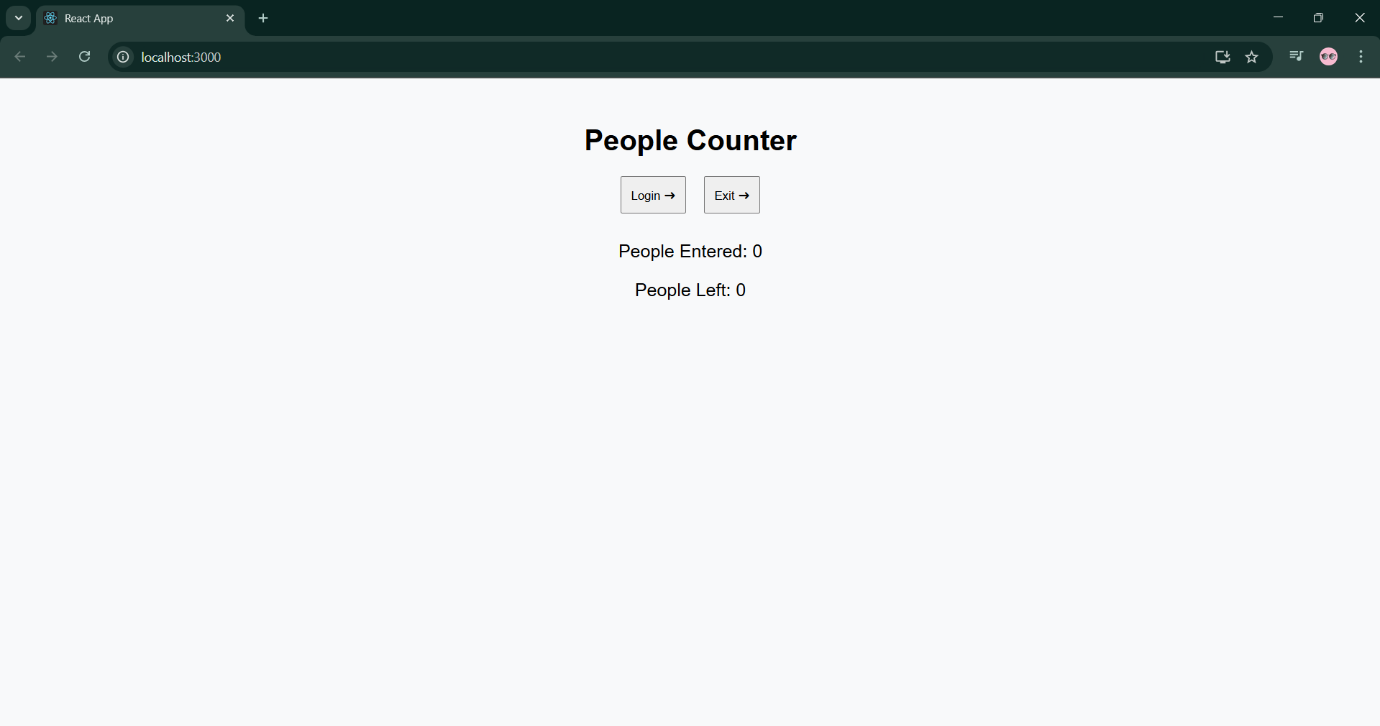 React App
localhost:3000
People Counter
Login → Exit →
People Entered: 0
People Left: 0